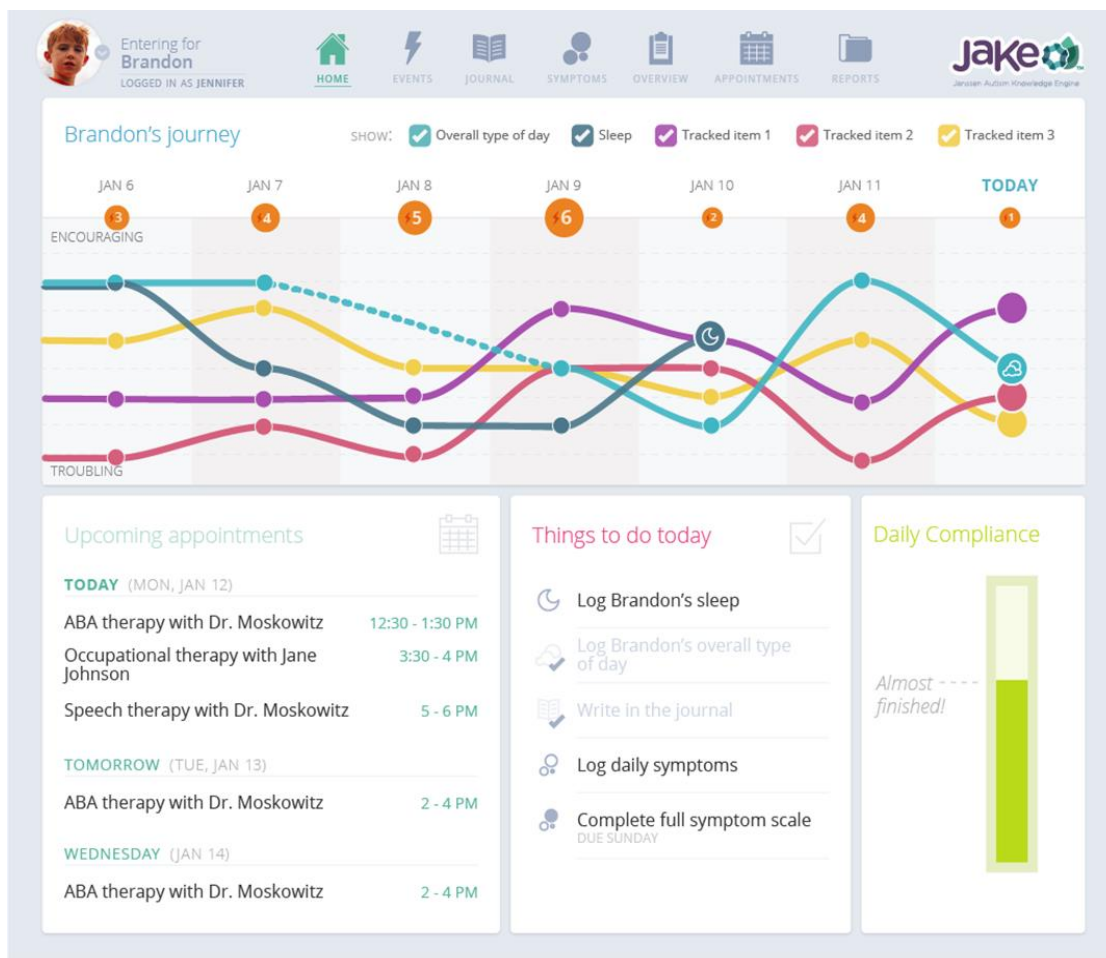 Entering for
Brandon
LOGGED IN AS JENNIFER
HOME
EVENTS
JOURNAL
SYMPTOMS
OVERVIEW
APPOINTMENTS
REPORTS
jake
Janssen Autism Knowledge Engine
Brandon's journey
SHOW:
Overall type of day
Sleep
Tracked item 1
Tracked item 2
Tracked item 3
JAN 6
JAN 7
JAN 8
JAN 9
JAN 10
JAN 11
TODAY
3
4
5
6
2
4
1
ENCOURAGING
TROUBLING
Upcoming appointments
TODAY (MON, JAN 12)
ABA therapy with Dr. Moskowitz 12:30 - 1:30 PM
Occupational therapy with Jane 3:30 - 4 PM
Johnson
Speech therapy with Dr. Moskowitz 5 - 6 PM
TOMORROW (TUE, JAN 13)
ABA therapy with Dr. Moskowitz 2 - 4 PM
WEDNESDAY (JAN 14)
ABA therapy with Dr. Moskowitz 2 - 4 PM
Things to do today
Log Brandon's sleep
Log Brandon's overall type
of day
Write in the journal
Log daily symptoms
Complete full symptom scale
DUE SUNDAY
Daily Compliance
Almost
finished!